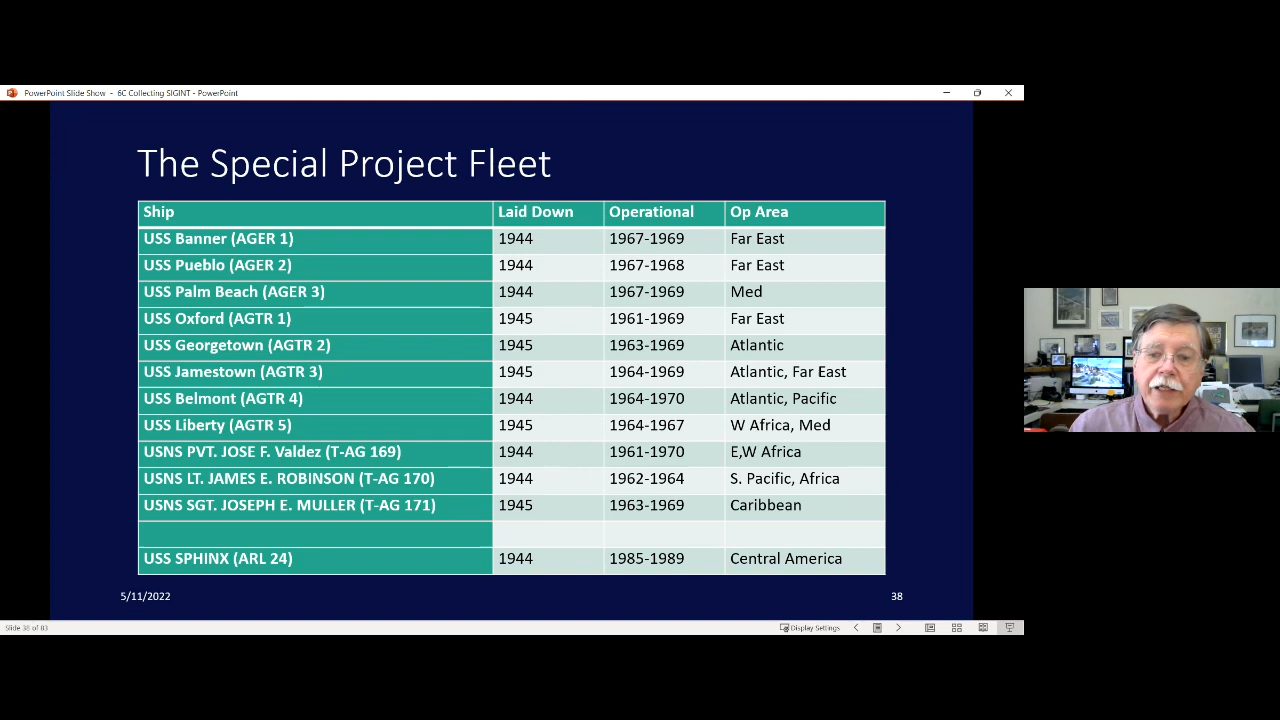 PowerPoint Slide Show - 6C Collecting SIGINT - PowerPoint
The Special Project Fleet
Ship Laid Down Operational Op Area
USS Banner (AGER 1) 1944 1967-1969 Far East
USS Pueblo (AGER 2) 1944 1967-1968 Far East
USS Palm Beach (AGER 3) 1944 1967-1969 Med
USS Oxford (AGTR 1) 1945 1961-1969 Far East
USS Georgetown (AGTR 2) 1945 1963-1969 Atlantic
USS Jamestown (AGTR 3) 1945 1964-1969 Atlantic, Far East
USS Belmont (AGTR 4) 1944 1964-1970 Atlantic, Pacific
USS Liberty (AGTR 5) 1945 1964-1967 W Africa, Med
USNS PVT. JOSE F. Valdez (T-AG 169) 1944 1961-1970 E,W Africa
USNS LT. JAMES E. ROBINSON (T-AG 170) 1944 1962-1964 S. Pacific, Africa
USNS SGT. JOSEPH E. MULLER (T-AG 171) 1945 1963-1969 Caribbean
USS SPHINX (ARL 24) 1944 1985-1989 Central America
5/11/2022 38
Slide 38 of 83 Display Settings